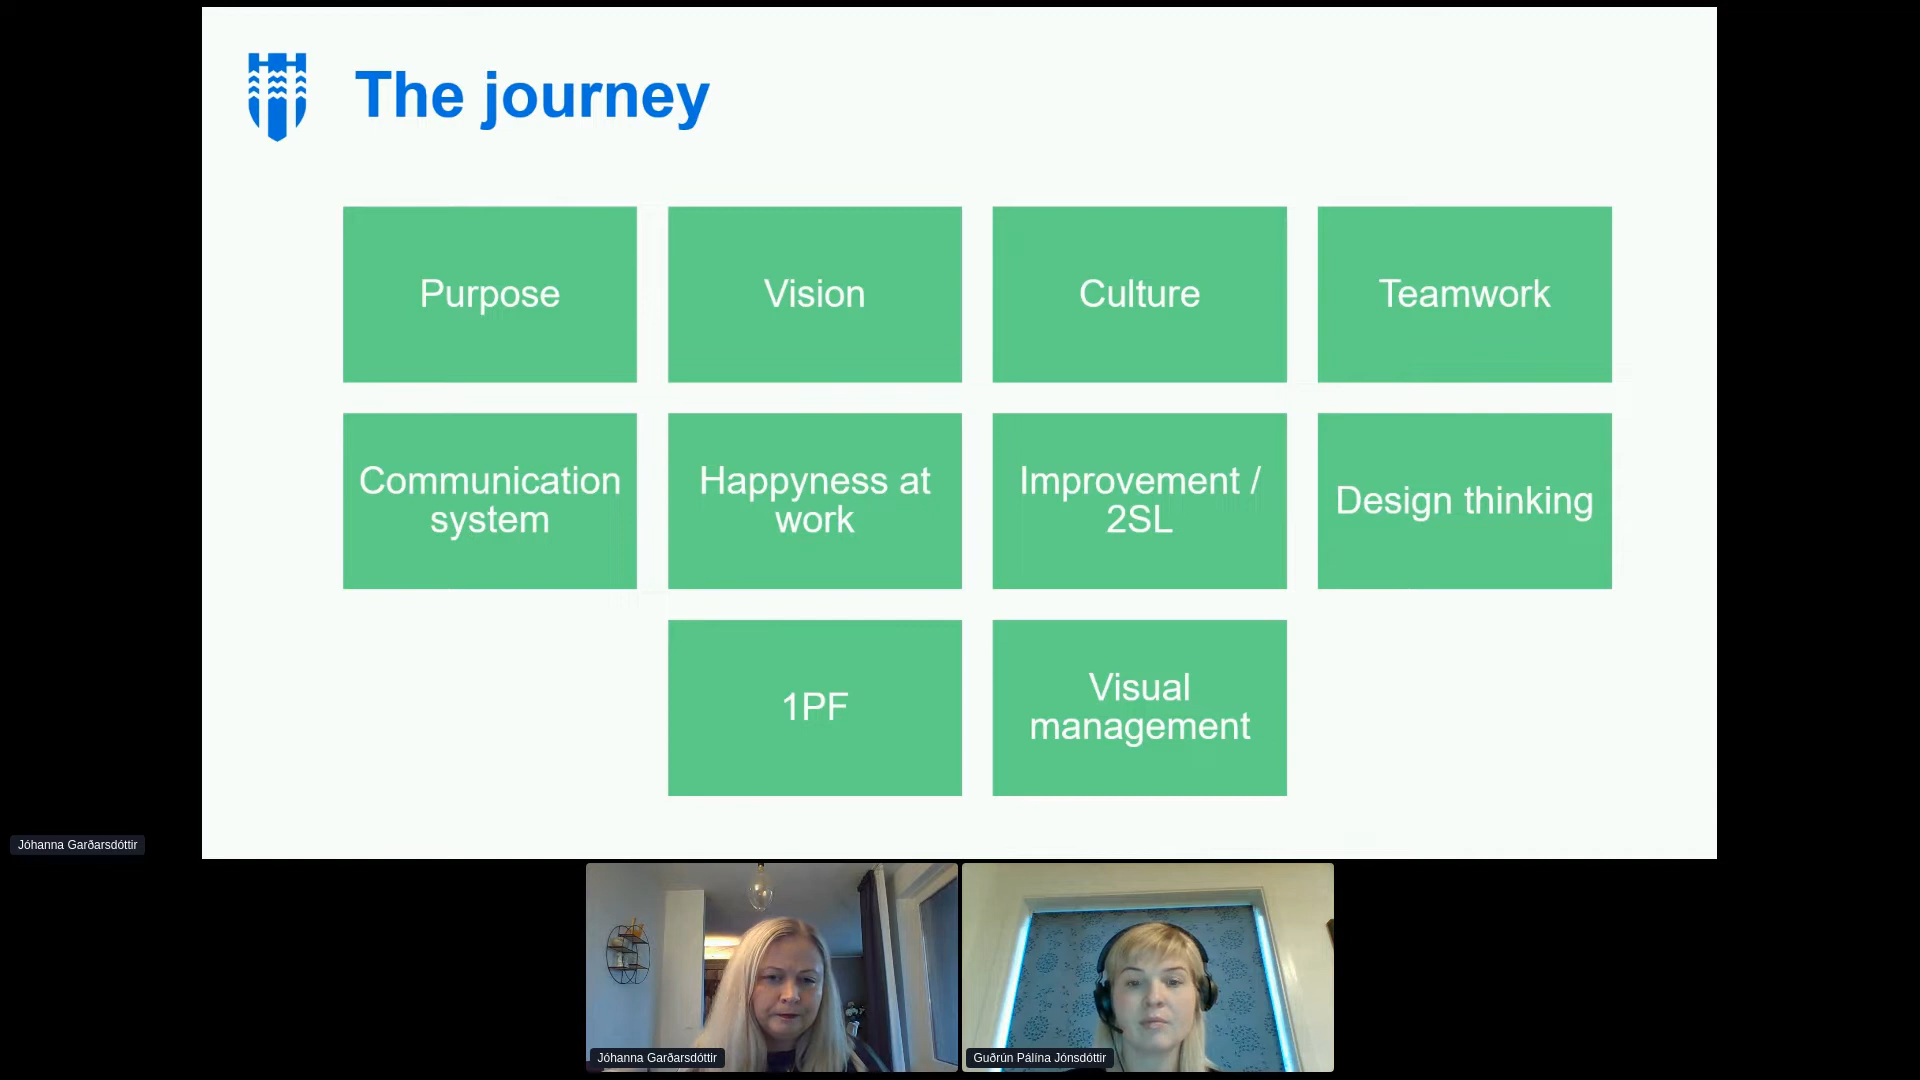 The journey
Purpose
Vision
Culture
Teamwork
Communication
system
Happyness at
work
Improvement /
2SL
Design thinking
1PF
Visual
management
Jóhanna Garðarsdóttir
Jóhanna Garðarsdóttir
Guðrún Pálína Jónsdóttir